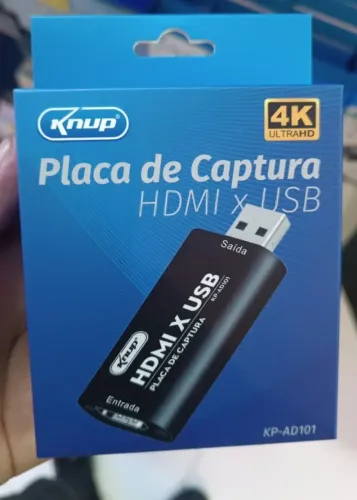 Knup®
4K
ULTRAHD
Placa de Captura
HDMI x USB
Saída
KP-AD101
HDMI X USB
PLACA DE CAPTURA
Knup
Entrada
KP-AD101